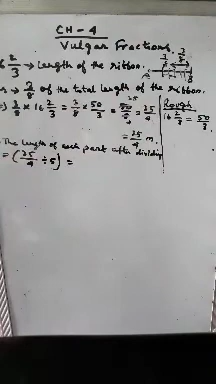 CH - 4
Vulgar Fractions.
6 2/3 → length of the ribbon.
→ 3/8 of the total length of the ribbon.
⇒ 3/8 × 16 2/3 = 3/8 × 50/3 = 50/8 = 25/4
= 25/4 m.
Rough
16 2/3 = 50/3
The length of each part after dividing
= (25/4 ÷ 5) =